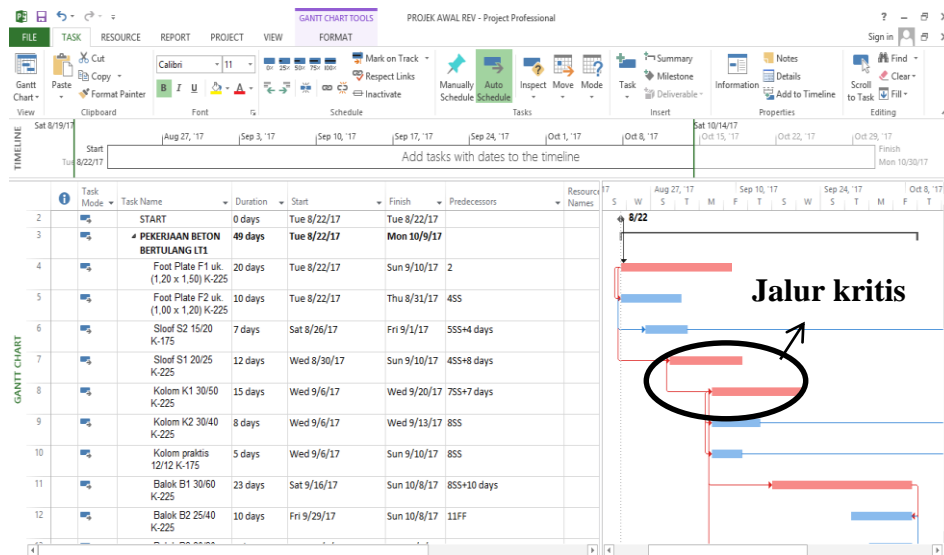 GANTT CHART TOOLS
PROJEK AWAL REV - Project Professional
FILE TASK RESOURCE REPORT PROJECT VIEW FORMAT
Sign in
Gantt Chart
Paste
Cut
Copy
Format Painter
Calibri 11
B I U A
0% 25% 50% 75% 100%
Mark on Track
Respect Links
Inactivate
Manually Schedule
Auto Schedule
Inspect
Move
Mode
Task
Summary
Milestone
Deliverable
Information
Notes
Details
Add to Timeline
Scroll to Task
Find
Clear
Fill
View Clipboard Font Schedule Tasks Insert Properties Editing
TIMELINE
Sat 8/19/17
Sat 10/14/17
Aug 27, '17 Sep 3, '17 Sep 10, '17 Sep 17, '17 Sep 24, '17 Oct 1, '17 Oct 8, '17 Oct 15, '17 Oct 22, '17 Oct 29, '17
Start
Tue 8/22/17
Add tasks with dates to the timeline
Finish
Mon 10/30/17
GANTT CHART
Task Mode Task Name Duration Start Finish Predecessors Resource Names
17 Aug 27, '17 Sep 10, '17 Sep 24, '17 Oct 8, '17
S W S T M F T S W S T M F T
2 START 0 days Tue 8/22/17 Tue 8/22/17
8/22
3 PEKERJAAN BETON BERTULANG LT1 49 days Tue 8/22/17 Mon 10/9/17
4 Foot Plate F1 uk. (1,20 x 1,50) K-225 20 days Tue 8/22/17 Sun 9/10/17 2
5 Foot Plate F2 uk. (1,00 x 1,20) K-225 10 days Tue 8/22/17 Thu 8/31/17 4SS
6 Sloof S2 15/20 K-175 7 days Sat 8/26/17 Fri 9/1/17 5SS+4 days
7 Sloof S1 20/25 K-225 12 days Wed 8/30/17 Sun 9/10/17 4SS+8 days
8 Kolom K1 30/50 K-225 15 days Wed 9/6/17 Wed 9/20/17 7SS+7 days
9 Kolom K2 30/40 K-225 8 days Wed 9/6/17 Wed 9/13/17 8SS
10 Kolom praktis 12/12 K-175 5 days Wed 9/6/17 Sun 9/10/17 8SS
11 Balok B1 30/60 K-225 23 days Sat 9/16/17 Sun 10/8/17 8SS+10 days
12 Balok B2 25/40 K-225 10 days Fri 9/29/17 Sun 10/8/17 11FF
Jalur kritis